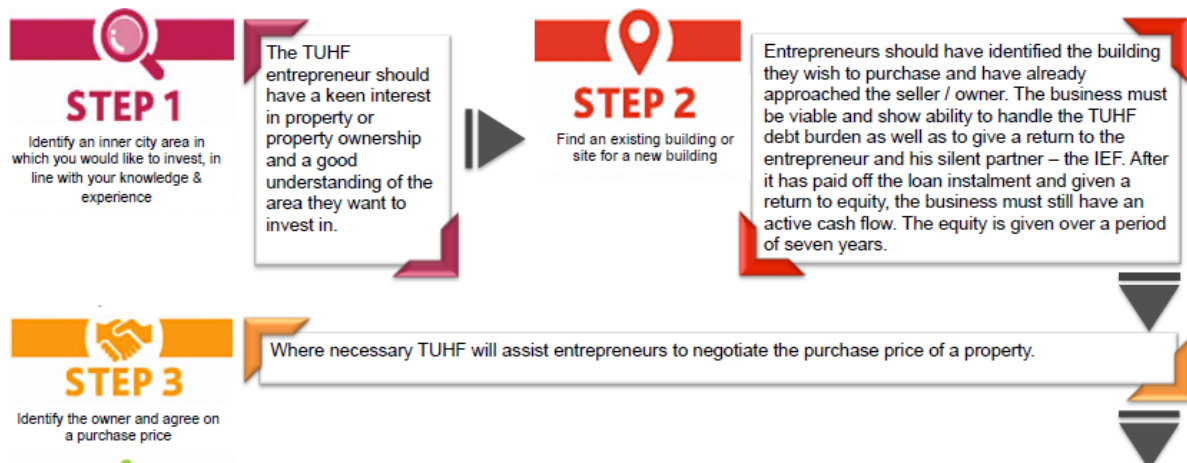 STEP 1
Identify an inner city area in
which you would like to invest, in
line with your knowledge &
experience
The TUHF
entrepreneur should
have a keen interest
in property or
property ownership
and a good
understanding of the
area they want to
invest in.
STEP 2
Find an existing building or
site for a new building
Entrepreneurs should have identified the building
they wish to purchase and have already
approached the seller / owner. The business must
be viable and show ability to handle the TUHF
debt burden as well as to give a return to the
entrepreneur and his silent partner – the IEF. After
it has paid off the loan instalment and given a
return to equity, the business must still have an
active cash flow. The equity is given over a period
of seven years.
STEP 3
Identify the owner and agree on
a purchase price
Where necessary TUHF will assist entrepreneurs to negotiate the purchase price of a property.